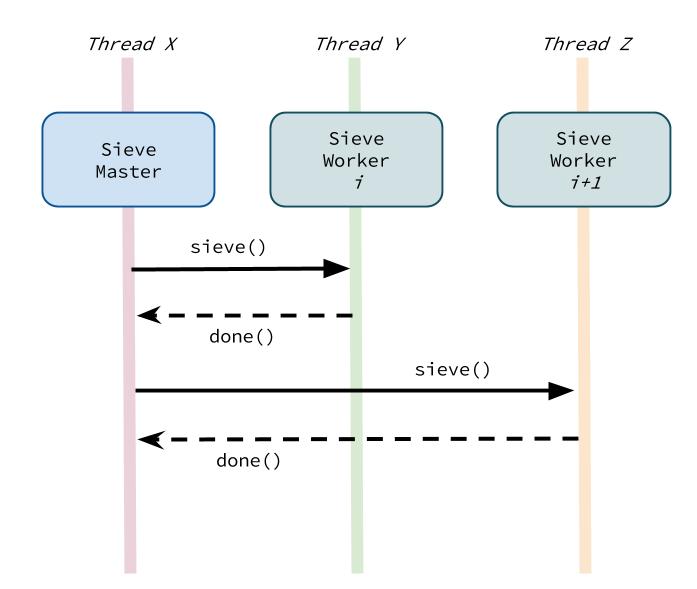 Thread X
Thread Y
Thread Z
Sieve
Master
Sieve
Worker
i
Sieve
Worker
i+1
sieve()
done()
sieve()
done()